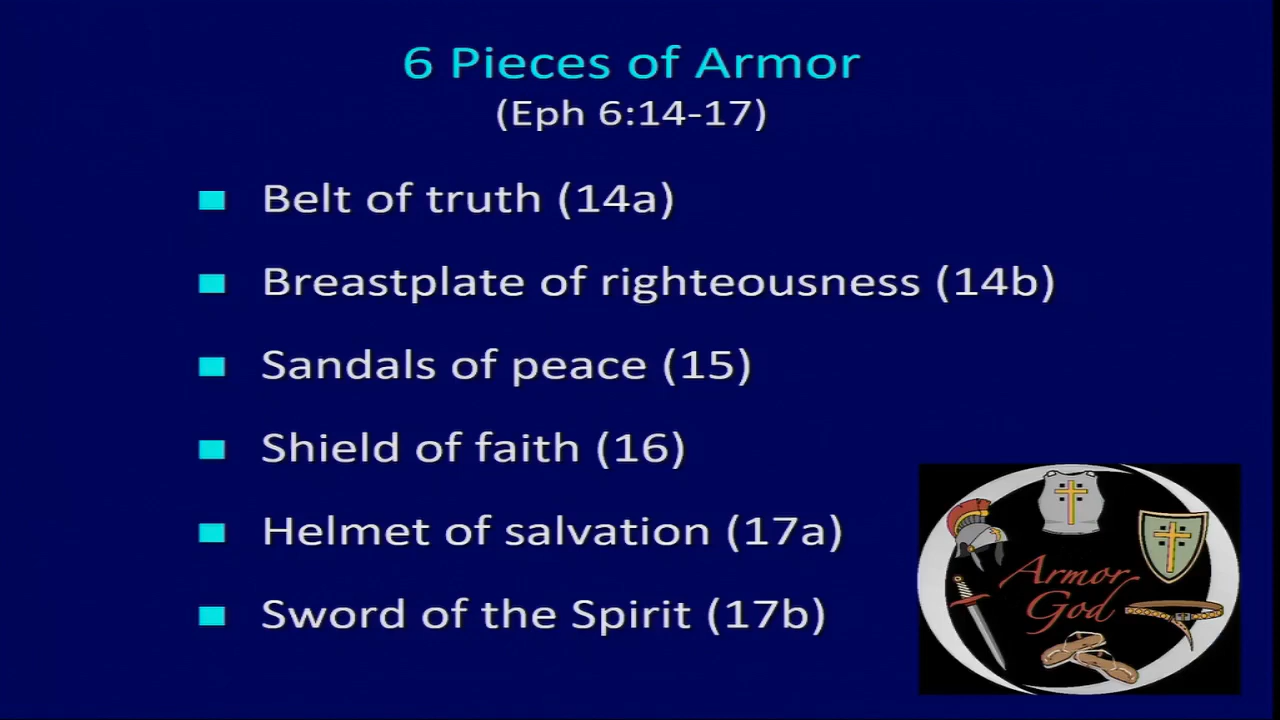 6 Pieces of Armor
(Eph 6:14-17)
Belt of truth (14a)
Breastplate of righteousness (14b)
Sandals of peace (15)
Shield of faith (16)
Helmet of salvation (17a)
Sword of the Spirit (17b)
Armor
God